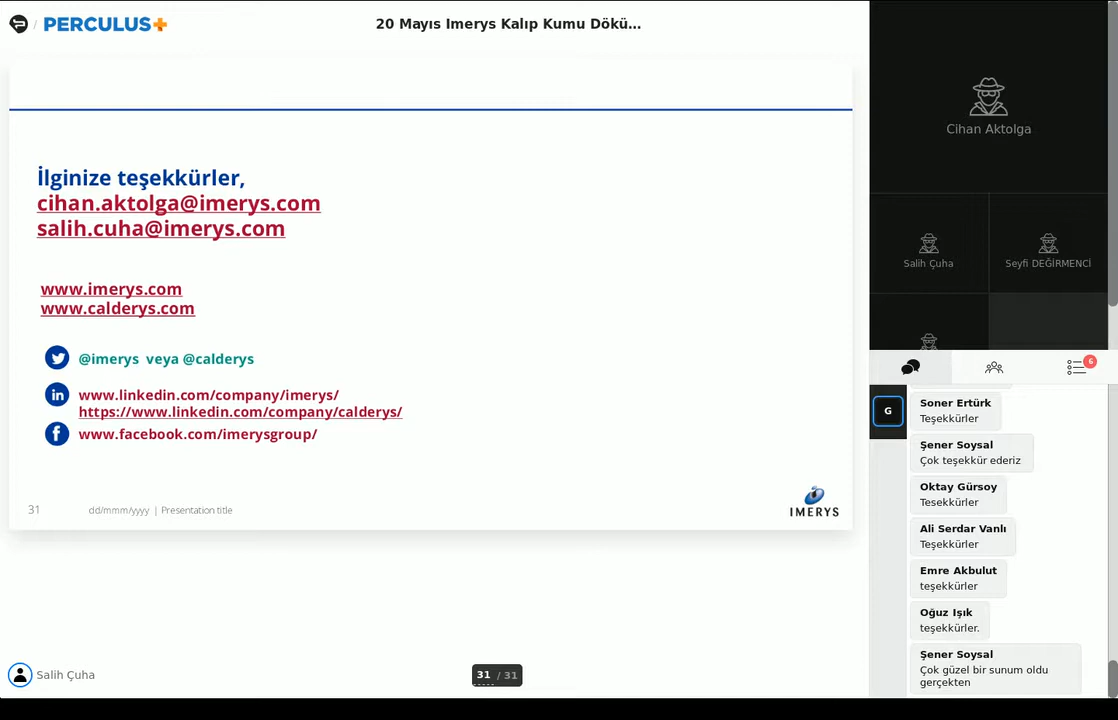 PERCULUS+
20 Mayıs Imerys Kalıp Kumu Dökü...
İlginize teşekkürler,
cihan.aktolga@imerys.com
salih.cuha@imerys.com
www.imerys.com
www.calderys.com
@imerys veya @calderys
in
www.linkedin.com/company/imerys/
https://www.linkedin.com/company/calderys/
f
www.facebook.com/imerysgroup/
31
dd/mmm/yyyy | Presentation title
IMERYS
Salih Çuha
31 / 31
Cihan Aktolga
Salih Çuha
Seyfi DEĞİRMENCİ
6
G
Soner Ertürk
Teşekkürler
Şener Soysal
Çok teşekkür ederiz
Oktay Gürsoy
Tesekkürler
Ali Serdar Vanlı
Teşekkürler
Emre Akbulut
teşekkürler
Oğuz Işık
teşekkürler.
Şener Soysal
Çok güzel bir sunum oldu
gerçekten